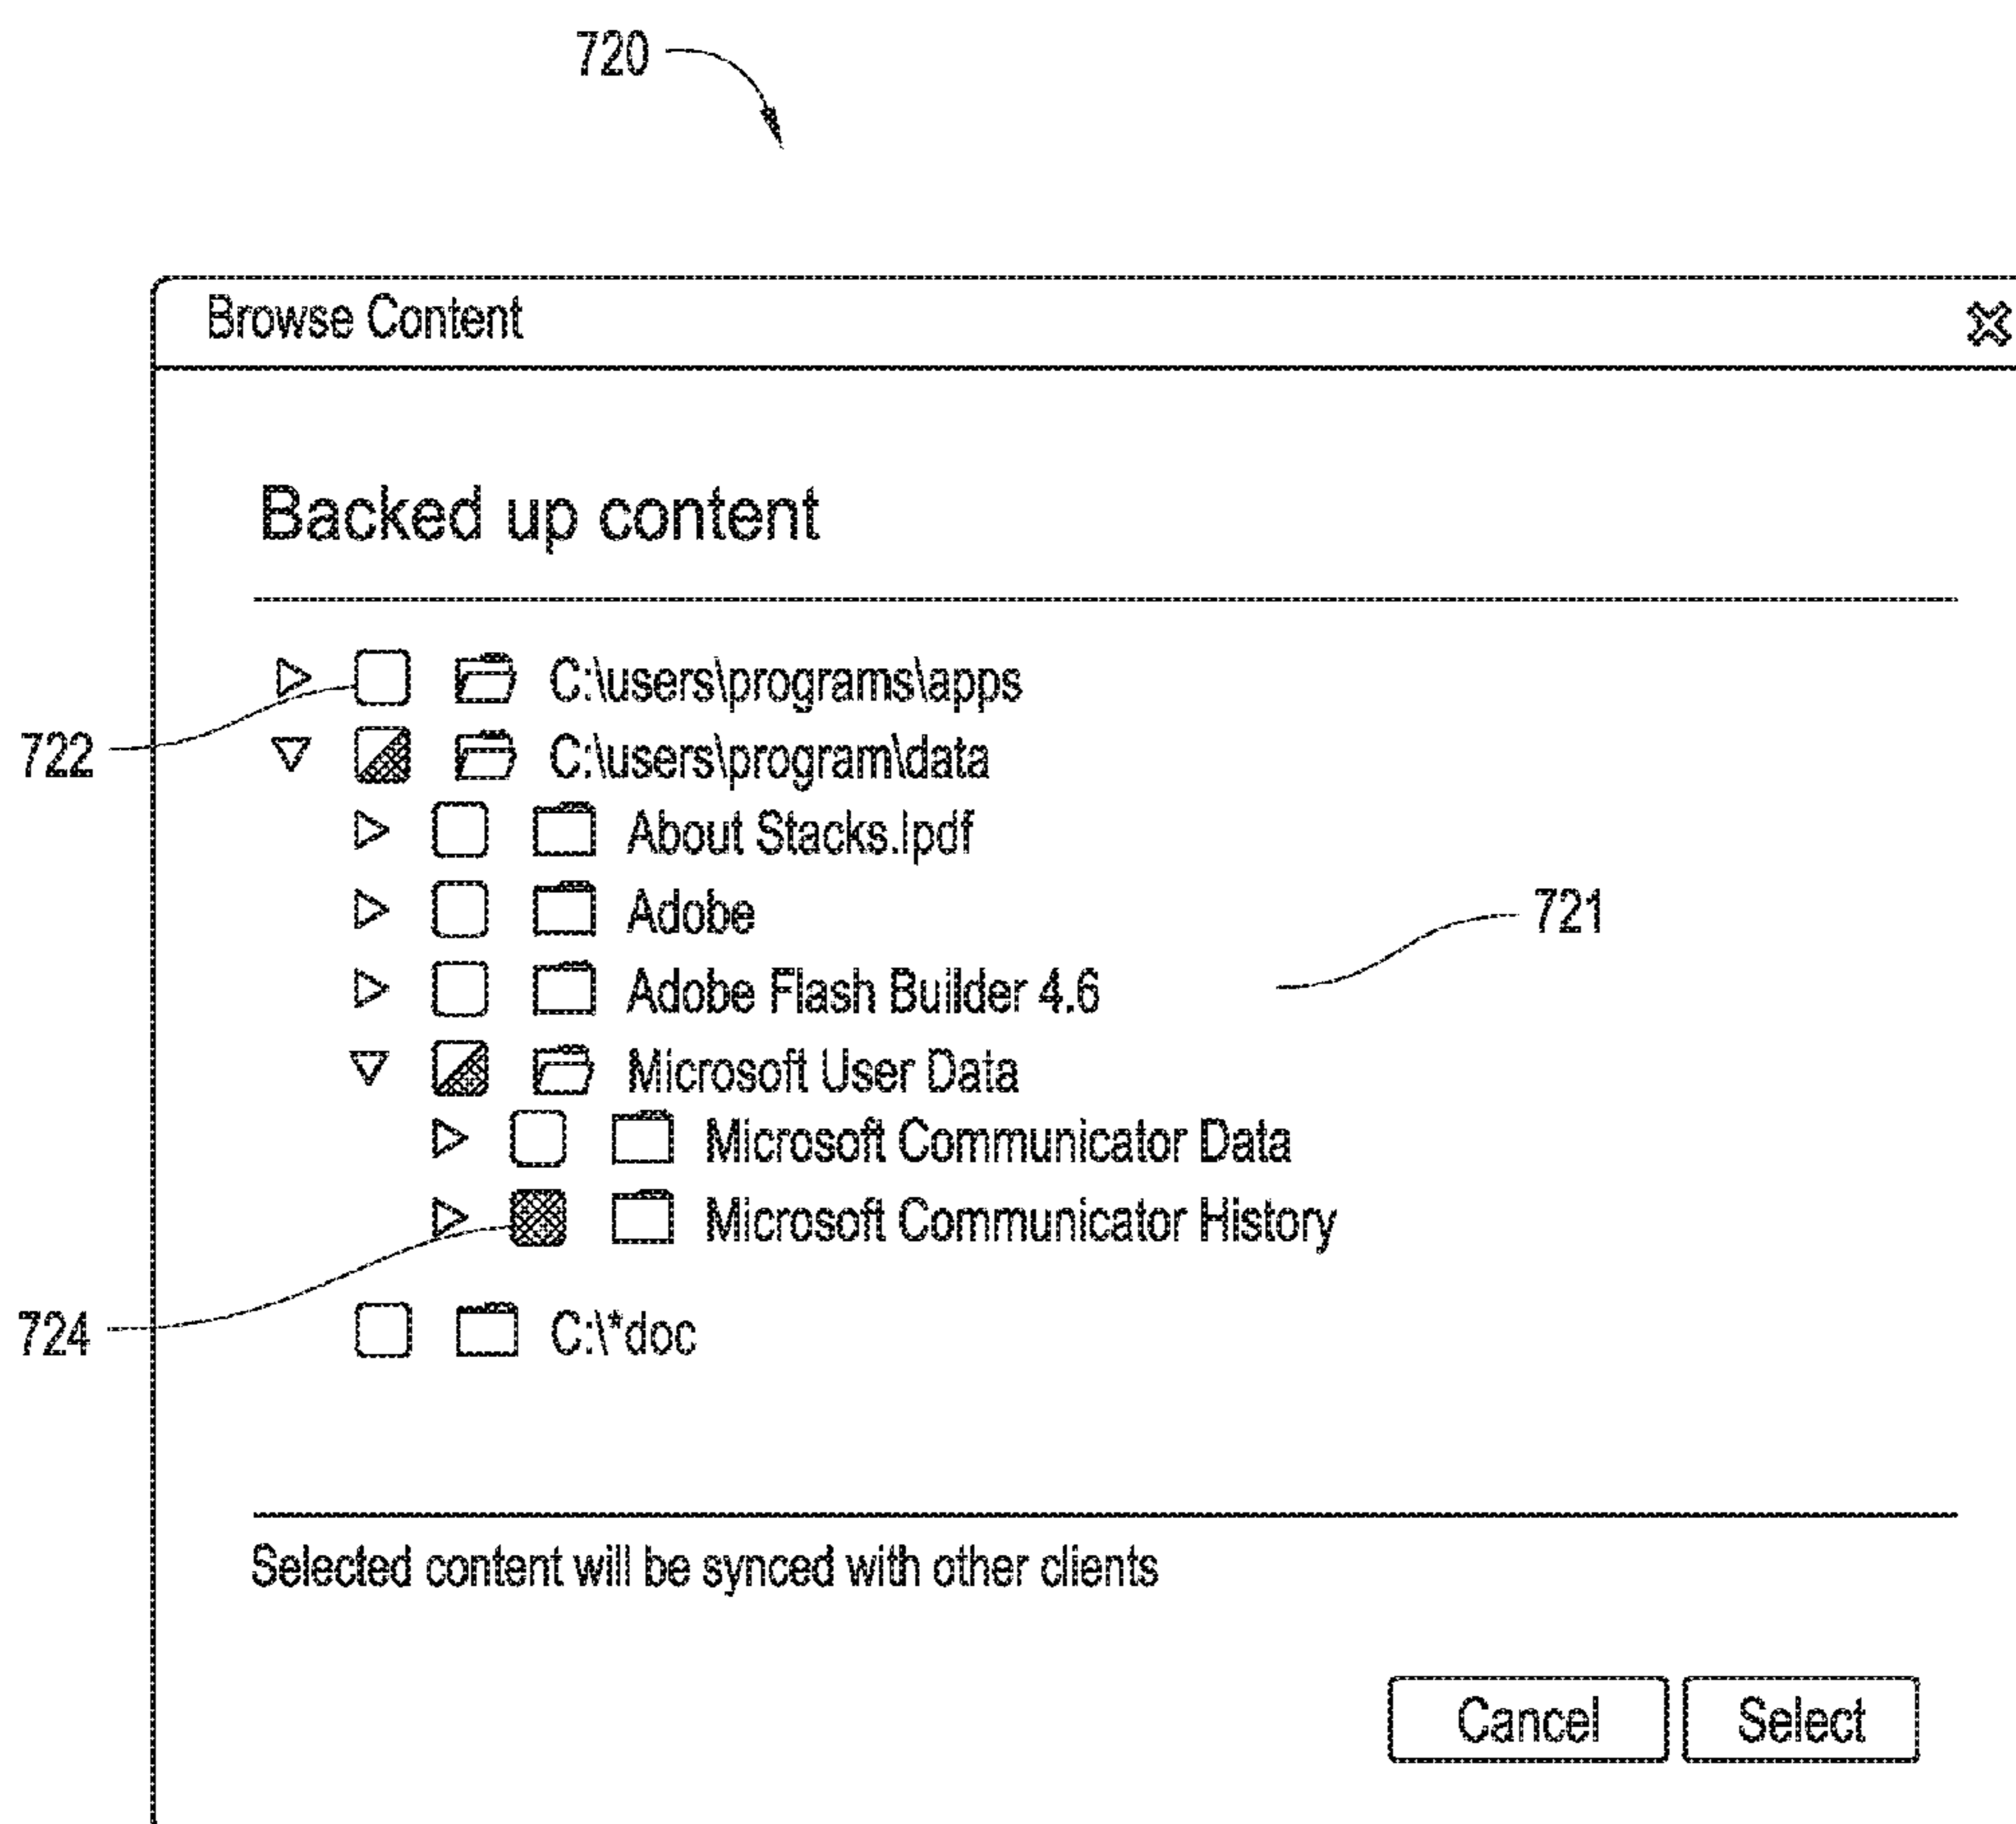 720
Browse Content
Backed up content
C:\users\programs\apps
722
C:\users\program\data
About Stacks.lpdf
Adobe
721
Adobe Flash Builder 4.6
Microsoft User Data
Microsoft Communicator Data
Microsoft Communicator History
724
C:\*doc
Selected content will be synced with other clients
Cancel
Select